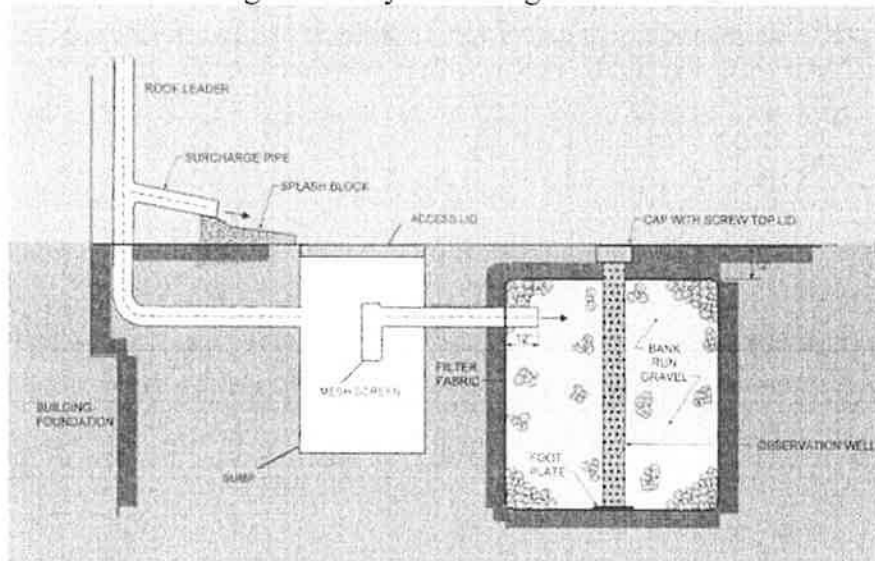 ROOF LEADER
SURCHARGE PIPE
SPLASH BLOCK
ACCESS LID
CAP WITH SCREW TOP LID
12"
BANK
RUN
GRAVEL
FILTER
FABRIC
MESH SCREEN
BUILDING
FOUNDATION
OBSERVATION WELL
FOOT
PLATE
SUMP